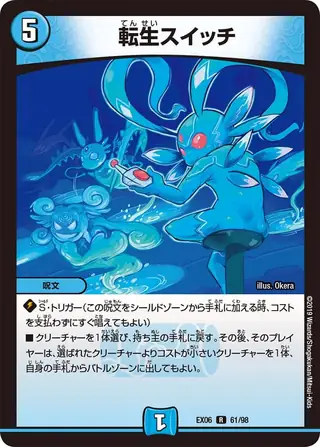 5
てんせい
転生スイッチ
illus. Okera
呪文
S・トリガー(この呪文をシールドゾーンから手札に加える時、コスト
を支払わずにすぐ唱えてもよい)
■クリーチャーを1体選び、持ち主の手札に戻す。その後、そのプレイ
ヤーは、選ばれたクリーチャーよりコストが小さいクリーチャーを1体、
自身の手札からバトルゾーンに出してもよい。
©2019 Wizards/Shogakukan/Mitsui-Kids
1
EX06 R 61/98